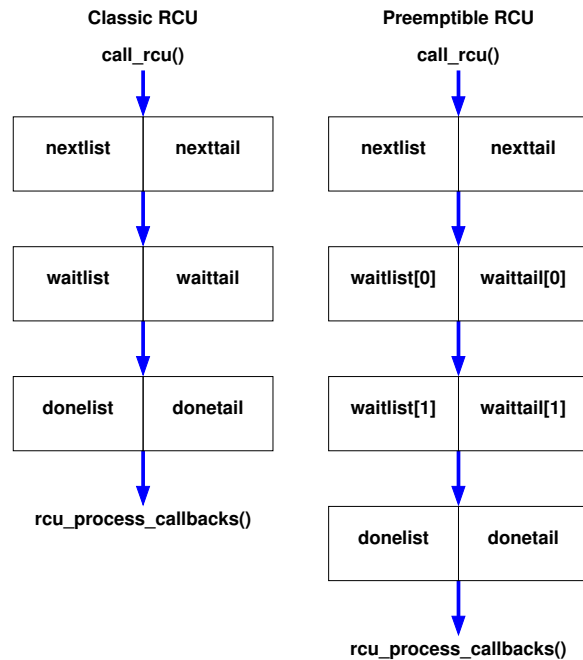 Classic RCU
call_rcu()
nextlist nexttail
waitlist waittail
donelist donetail
rcu_process_callbacks()
Preemptible RCU
call_rcu()
nextlist nexttail
waitlist[0] waittail[0]
waitlist[1] waittail[1]
donelist donetail
rcu_process_callbacks()